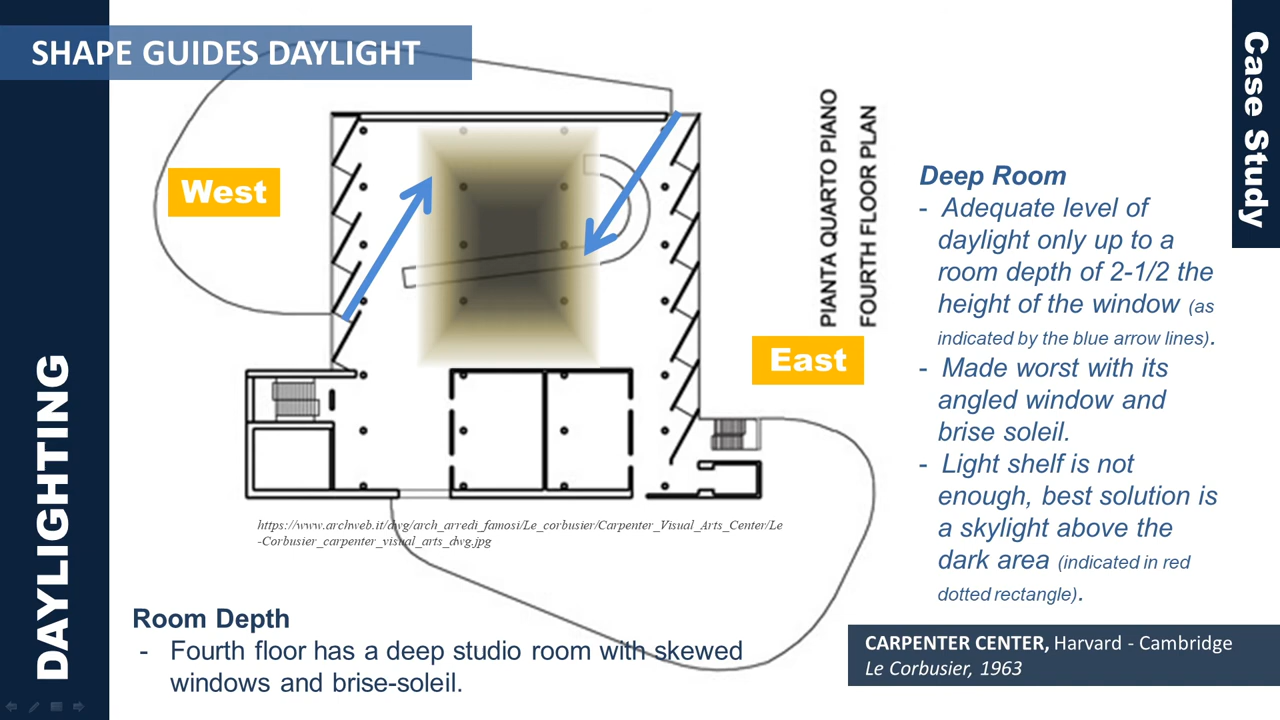 SHAPE GUIDES DAYLIGHT
Case Study
DAYLIGHTING
West
East
PIANTA QUARTO PIANO
FOURTH FLOOR PLAN
Deep Room
- Adequate level of
daylight only up to a
room depth of 2-1/2 the
height of the window (as
indicated by the blue arrow lines).
- Made worst with its
angled window and
brise soleil.
- Light shelf is not
enough, best solution is
a skylight above the
dark area (indicated in red
dotted rectangle).
https://www.archweb.it/dwg/arch_arredi_famosi/Le_corbusier/Carpenter_Visual_Arts_Center/Le
-Corbusier_carpenter_visual_arts_dwg.jpg
Room Depth
- Fourth floor has a deep studio room with skewed
windows and brise-soleil.
CARPENTER CENTER, Harvard - Cambridge
Le Corbusier, 1963